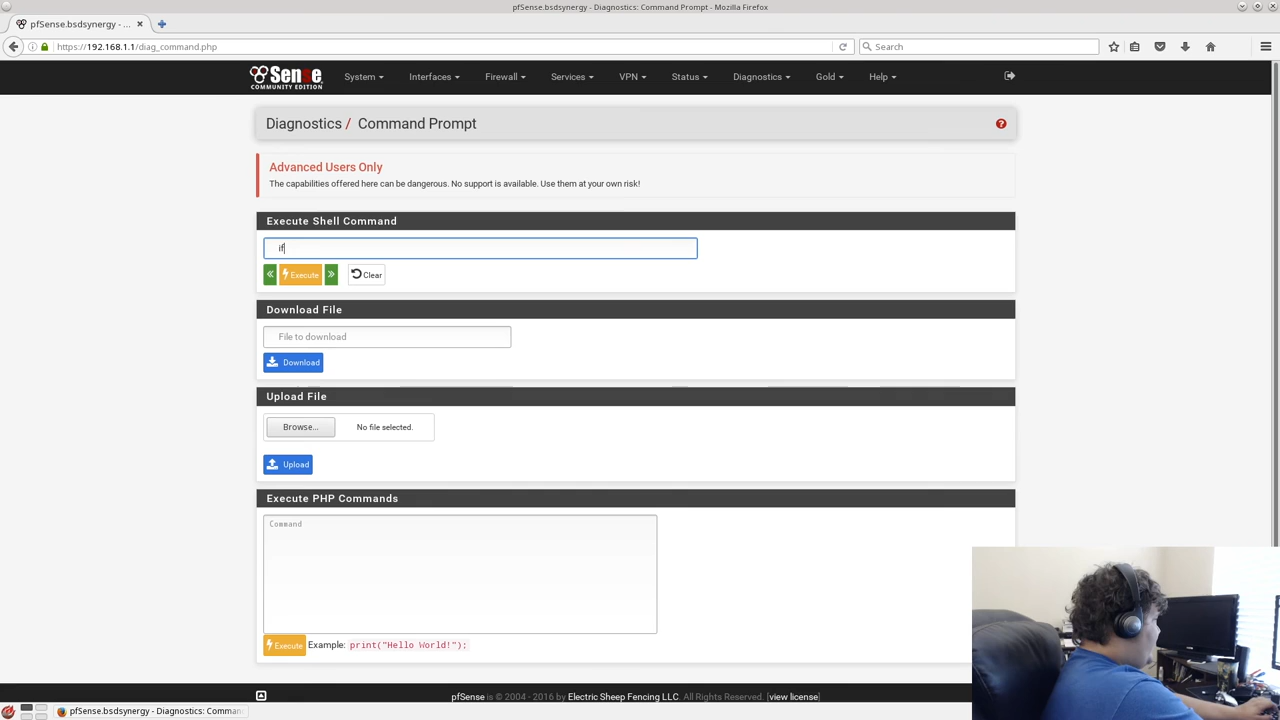 pfSense.bsdsynergy - Diagnostics: Command Prompt - Mozilla Firefox
pfSense.bsdsynergy - ...
https://192.168.1.1/diag_command.php
Search
Sense
COMMUNITY EDITION
System
Interfaces
Firewall
Services
VPN
Status
Diagnostics
Gold
Help
Diagnostics / Command Prompt
Advanced Users Only
The capabilities offered here can be dangerous. No support is available. Use them at your own risk!
Execute Shell Command
if
Execute
Clear
Download File
File to download
Download
Upload File
Browse...
No file selected.
Upload
Execute PHP Commands
Command
Execute
Example: print("Hello World!");
pfSense is © 2004 - 2016 by Electric Sheep Fencing LLC. All Rights Reserved. [view license]
pfSense.bsdsynergy - Diagnostics: Comman